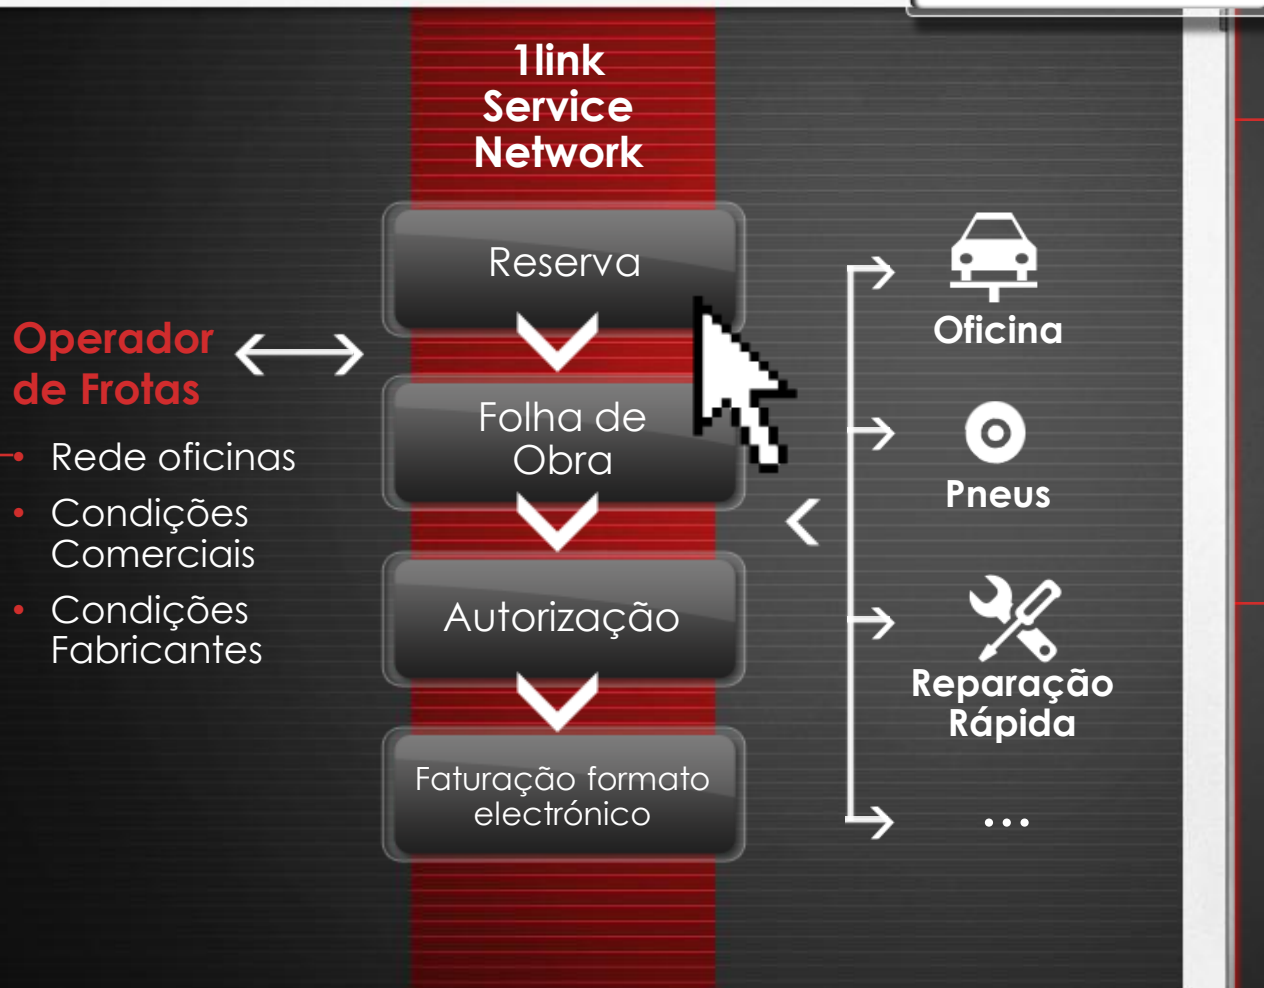 1link
Service
Network
Operador
de Frotas
• Rede oficinas
• Condições
Comerciais
• Condições
Fabricantes
Reserva
Folha de
Obra
Autorização
Faturação formato
electrónico
Oficina
Pneus
Reparação
Rápida
...